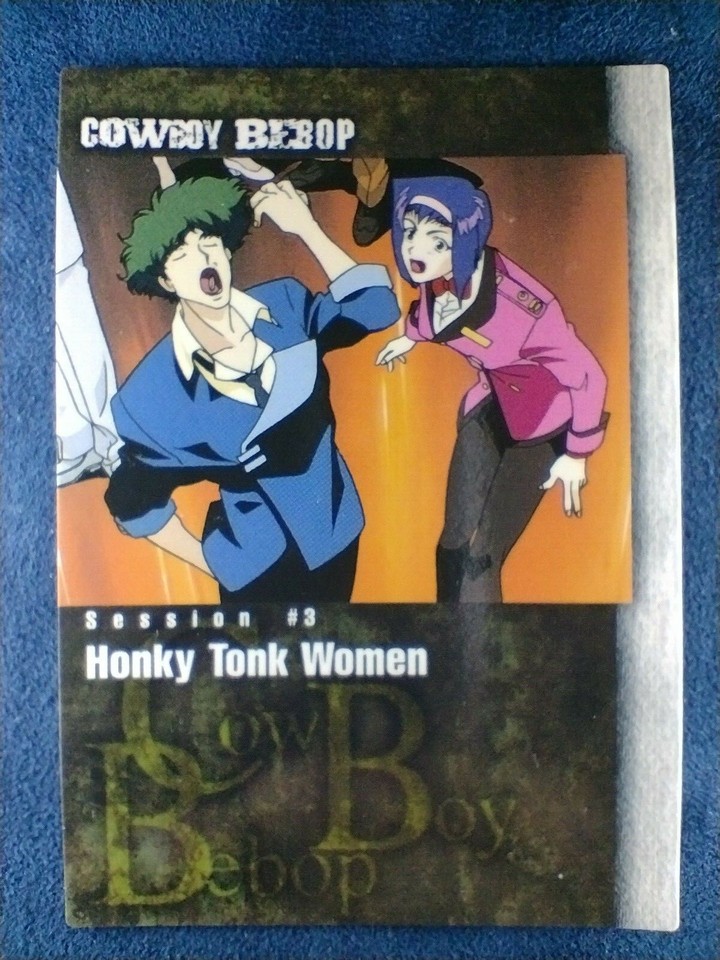 COWBOY BEBOP
Session #3
Honky Tonk Women
CowBoy
Bebop